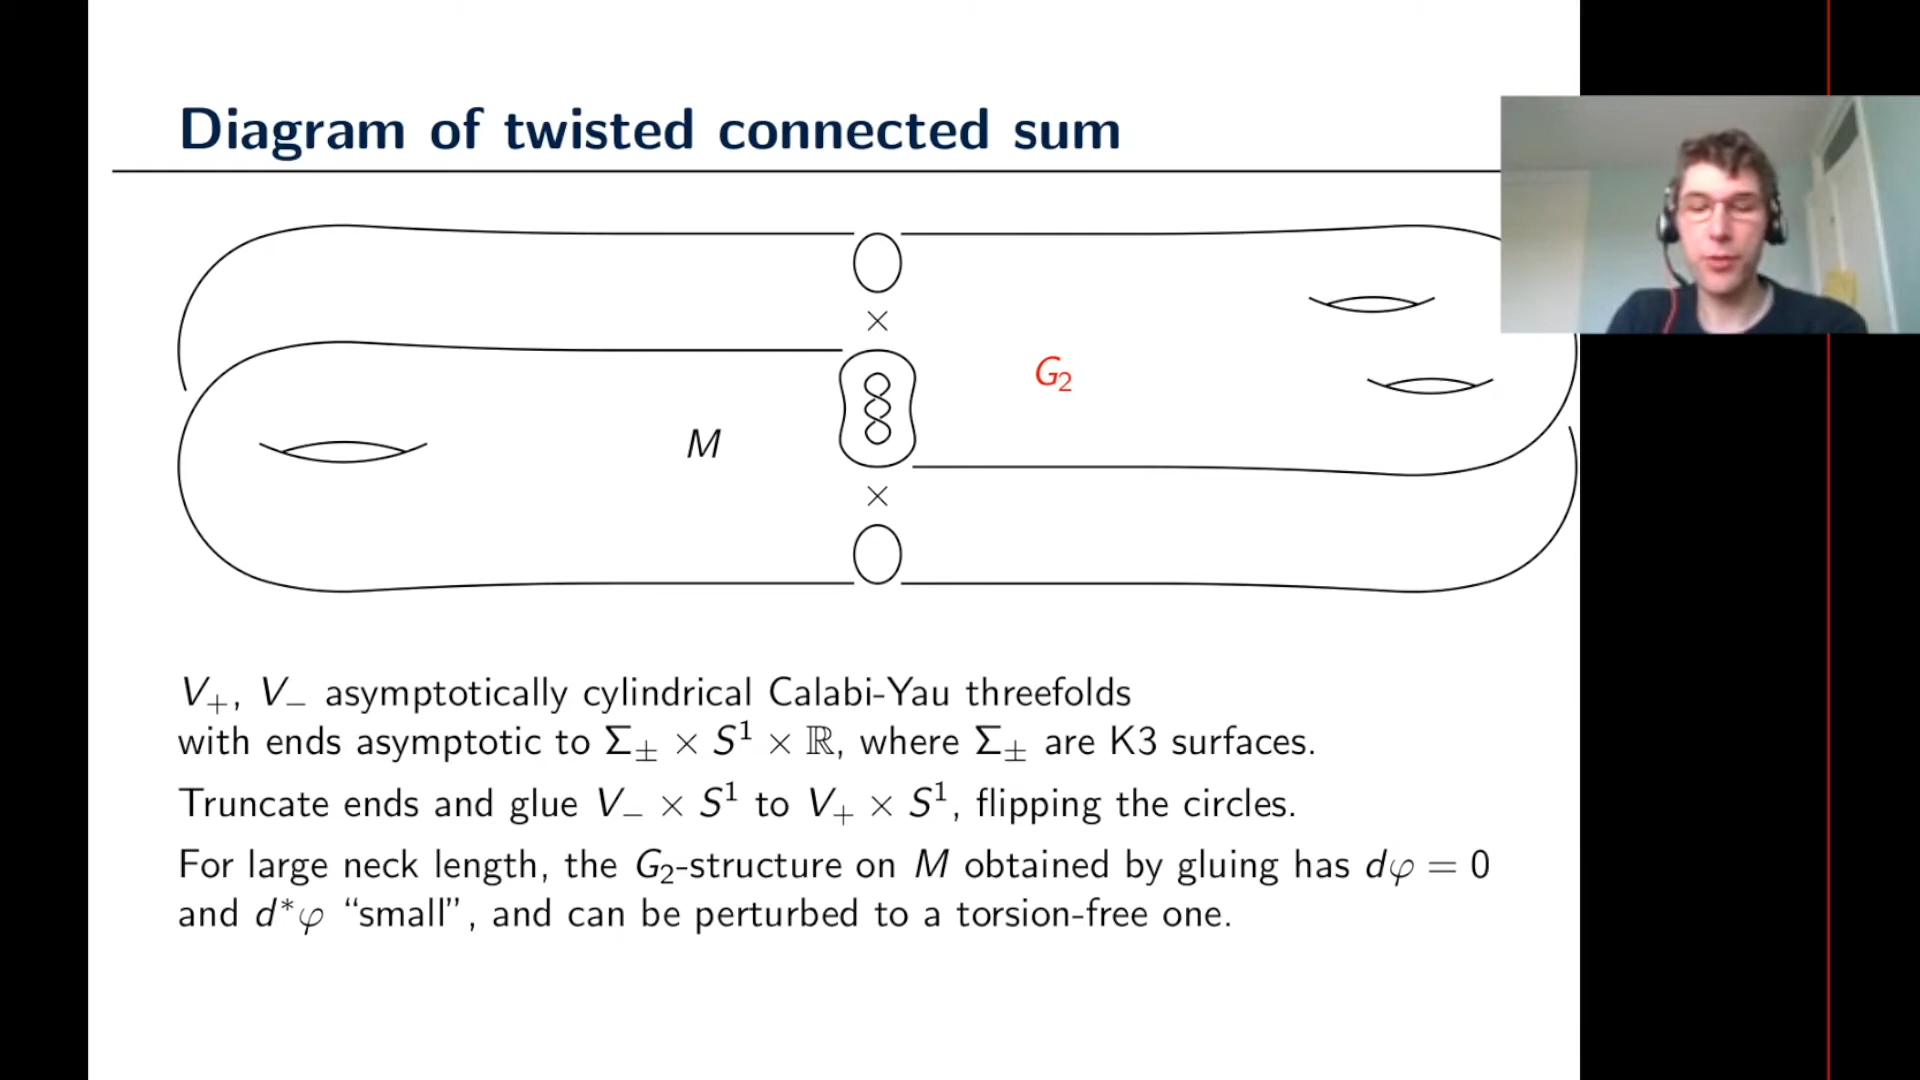 Diagram of twisted connected sum
×
G₂
M
×
V₊, V₋ asymptotically cylindrical Calabi-Yau threefolds
with ends asymptotic to Σ± × S¹ × ℝ, where Σ± are K3 surfaces.
Truncate ends and glue V₋ × S¹ to V₊ × S¹, flipping the circles.
For large neck length, the G₂-structure on M obtained by gluing has dφ = 0
and d*φ “small”, and can be perturbed to a torsion-free one.